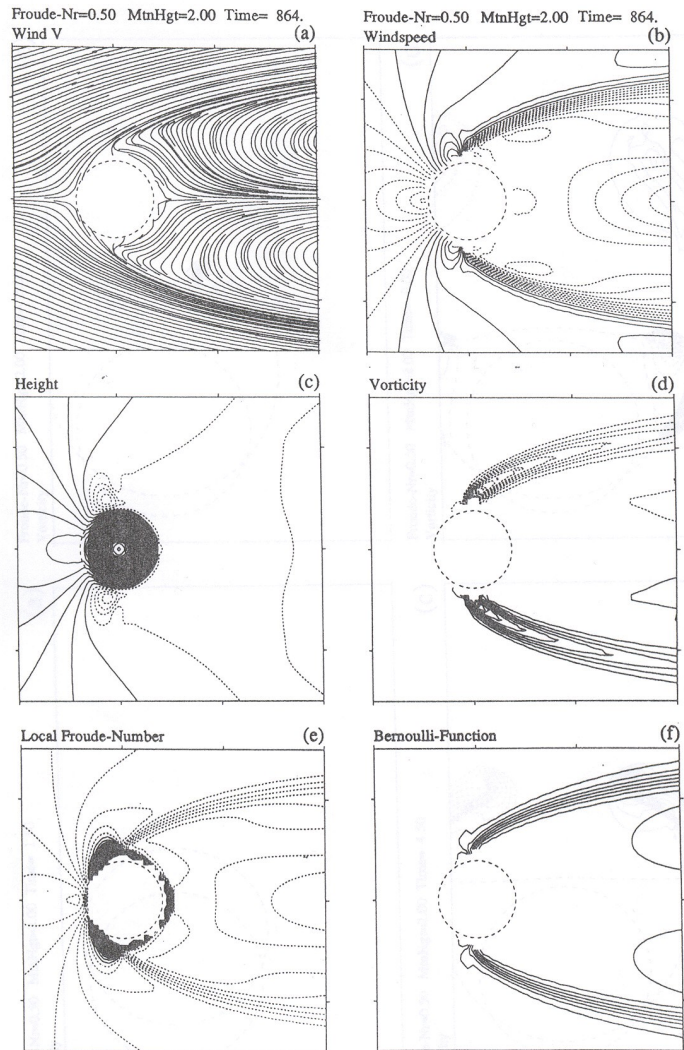 Froude-Nr=0.50 MtnHgt=2.00 Time= 864.
Wind V (a)
Froude-Nr=0.50 MtnHgt=2.00 Time= 864.
Windspeed (b)
Height (c)
Vorticity (d)
Local Froude-Number (e)
Bernoulli-Function (f)